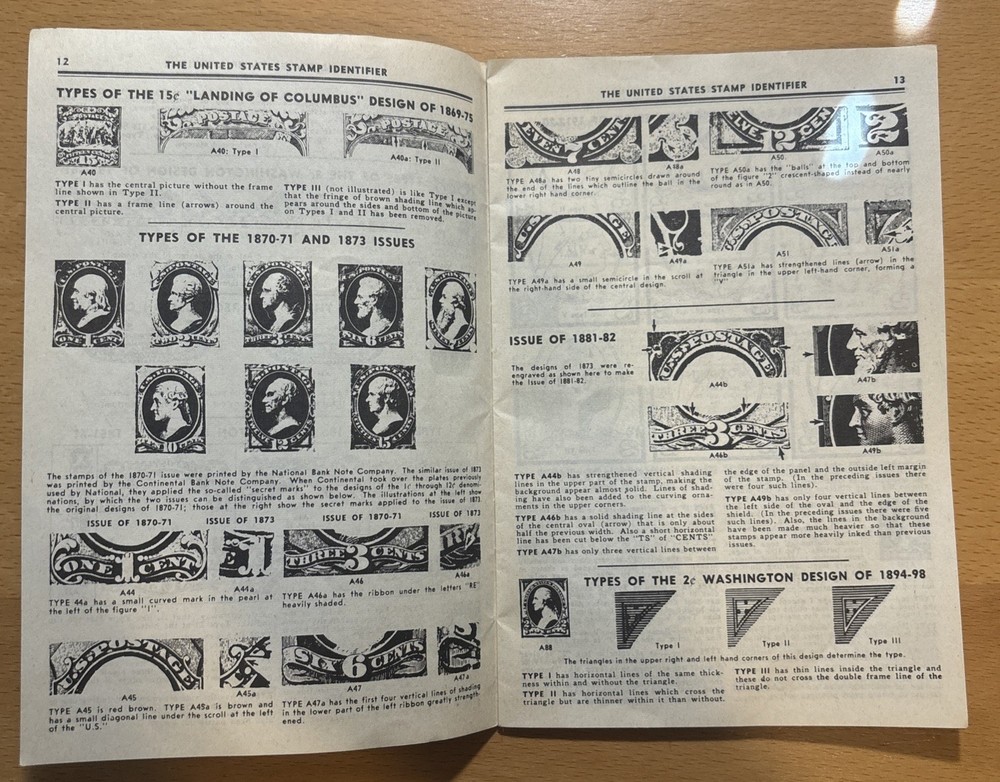 12
THE UNITED STATES STAMP IDENTIFIER
TYPES OF THE 15¢ "LANDING OF COLUMBUS" DESIGN OF 1869-75
A40
A40: Type I
A40a: Type II
TYPE I has the central picture without the frame
line shown in Type II.
TYPE II has a frame line (arrows) around the
central picture.
TYPE III (not illustrated) is like Type I except
that the fringe of brown shading line which ap-
pears around the sides and bottom of the picture
on Types I and II has been removed.
TYPES OF THE 1870-71 AND 1873 ISSUES
The stamps of the 1870-71 issue were printed by the National Bank Note Company. The similar issue of 1873
was printed by the Continental Bank Note Company. When Continental took over the plates previously
used by National, they applied the so-called "secret marks" to the designs of the 1c through 12c denomi-
nations, by which the two issues can be distinguished as shown below. The illustrations at the left show
the original designs of 1870-71; those at the right show the secret marks applied to the issue of 1873.
ISSUE OF 1870-71
ISSUE OF 1873
ISSUE OF 1870-71
ISSUE OF 1873
ONE 1 CENT
THREE 3 CENTS
A44
A44a
A46
A46a
TYPE 44a has a small curved mark in the pearl at
the left of the figure "1".
TYPE A46a has the ribbon under the letters "RE"
heavily shaded.
U.S. POSTAGE
SIX 6 CENTS
A45
A45a
A47
A47a
TYPE A45 is red brown. TYPE A45a is brown and
has a small diagonal line under the scroll at the left
of the "U.S."
TYPE A47a has the first four vertical lines of shading
in the lower part of the left ribbon greatly strength-
ened.
THE UNITED STATES STAMP IDENTIFIER
13
A48
A48a
A50
A50a
TYPE A48a has two tiny semicircles drawn around
the end of the lines which outline the ball in the
lower right hand corner.
TYPE A50a has the "balls" at the top and bottom
of the figure "2" crescent-shaped instead of nearly
round as in A50.
A49
A49a
A51
A51a
TYPE A49a has a small semicircle in the scroll at
the right-hand side of the central design.
TYPE A51a has strengthened lines (arrow) in the
triangle in the upper left-hand corner, forming a
"V"
ISSUE OF 1881-82
The designs of 1873 were re-
engraved as shown here to make
the Issue of 1881-82.
U.S. POSTAGE
A44b
A47b
THREE 3 CENTS
A46b
A49b
TYPE A44b has strengthened vertical shading
lines in the upper part of the stamp, making the
background appear almost solid. Lines of shad-
ing have also been added to the curving orna-
ments in the upper corners.
TYPE A46b has a solid shading line at the sides
of the central oval (arrow) that is only about
half the previous width. Also a short horizontal
line has been cut below the "TS" of "CENTS".
TYPE A47b has only three vertical lines between
the edge of the panel and the outside left margin
of the stamp. (In the preceding issues there
were four such lines).
TYPE A49b has only four vertical lines between
the left side of the oval and the edge of the
shield. (In the preceding issues there were five
such lines). Also, the lines in the background
have been made much heavier so that these
stamps appear more heavily inked than previous
issues.
TYPES OF THE 2¢ WASHINGTON DESIGN OF 1894-98
A88
Type I
Type II
Type III
The triangles in the upper right and left hand corners of this design determine the type.
TYPE I has horizontal lines of the same thick-
ness within and without the triangle.
TYPE II has horizontal lines which cross the
triangle but are thinner within it than without.
TYPE III has thin lines inside the triangle and
these do not cross the double frame line of the
triangle.